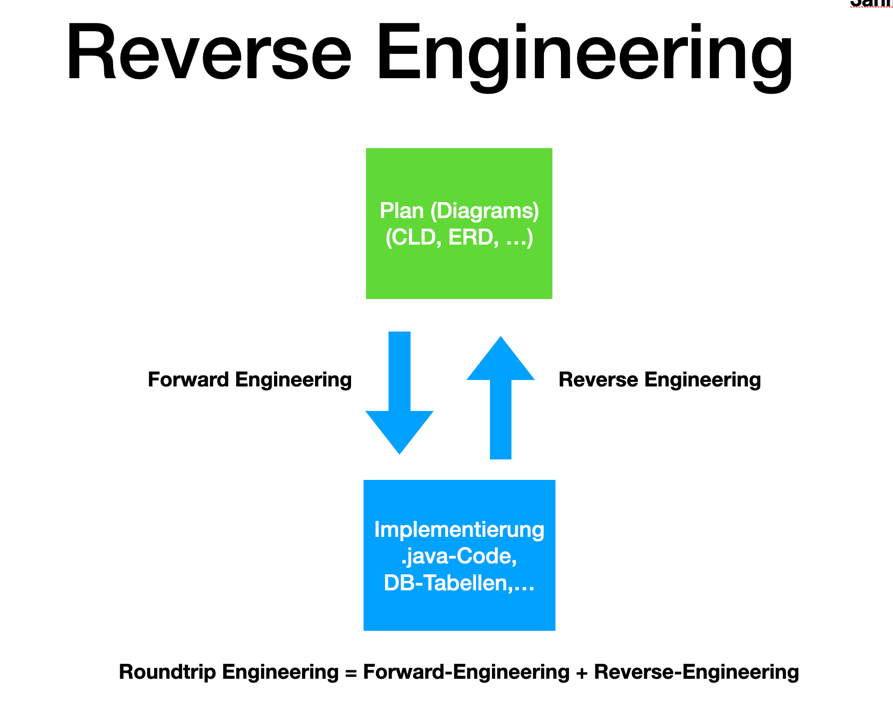 Reverse Engineering
Plan (Diagrams)
(CLD, ERD, …)
Forward Engineering
Reverse Engineering
Implementierung
.java-Code,
DB-Tabellen,…
Roundtrip Engineering = Forward-Engineering + Reverse-Engineering